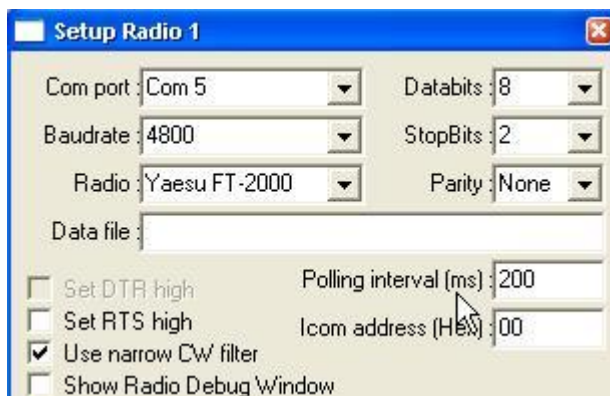 Setup Radio 1
Com port : Com 5 Databits : 8
Baudrate : 4800 StopBits : 2
Radio : Yaesu FT-2000 Parity : None
Data file :
Set DTR high Polling interval (ms) : 200
Set RTS high Icom address (Hex) : 00
Use narrow CW filter
Show Radio Debug Window